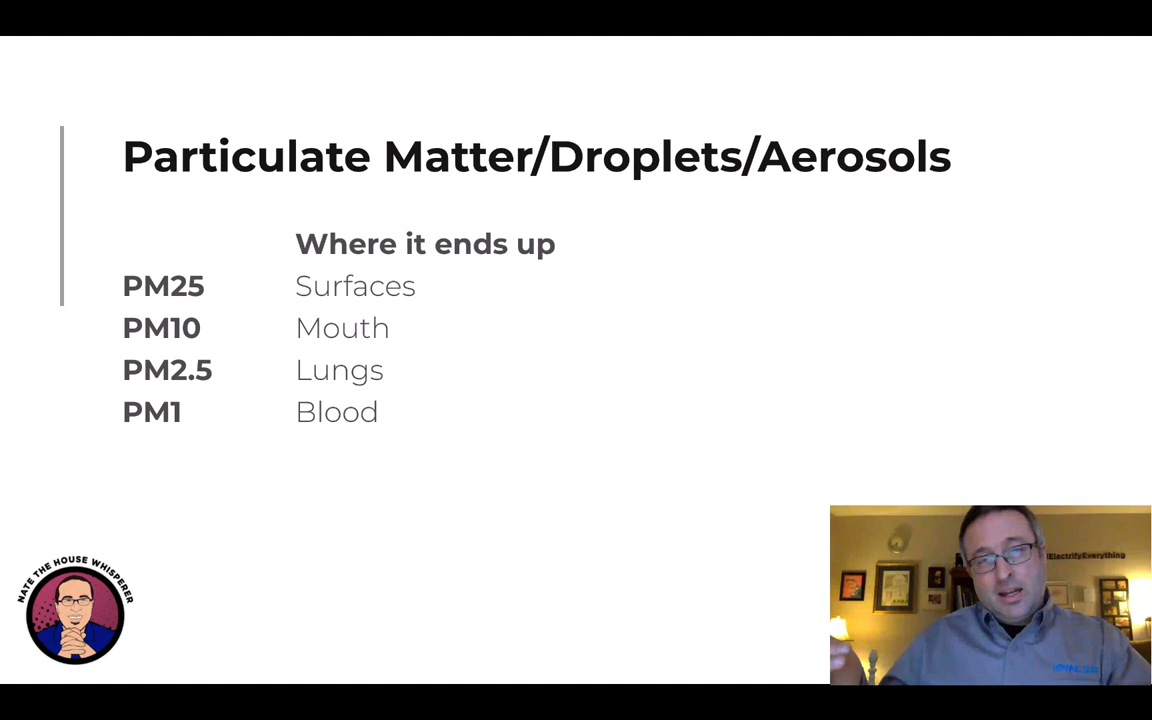 Particulate Matter/Droplets/Aerosols
Where it ends up
PM25 Surfaces
PM10 Mouth
PM2.5 Lungs
PM1 Blood
NATE THE HOUSE WHISPERER
ElectrifyEverything